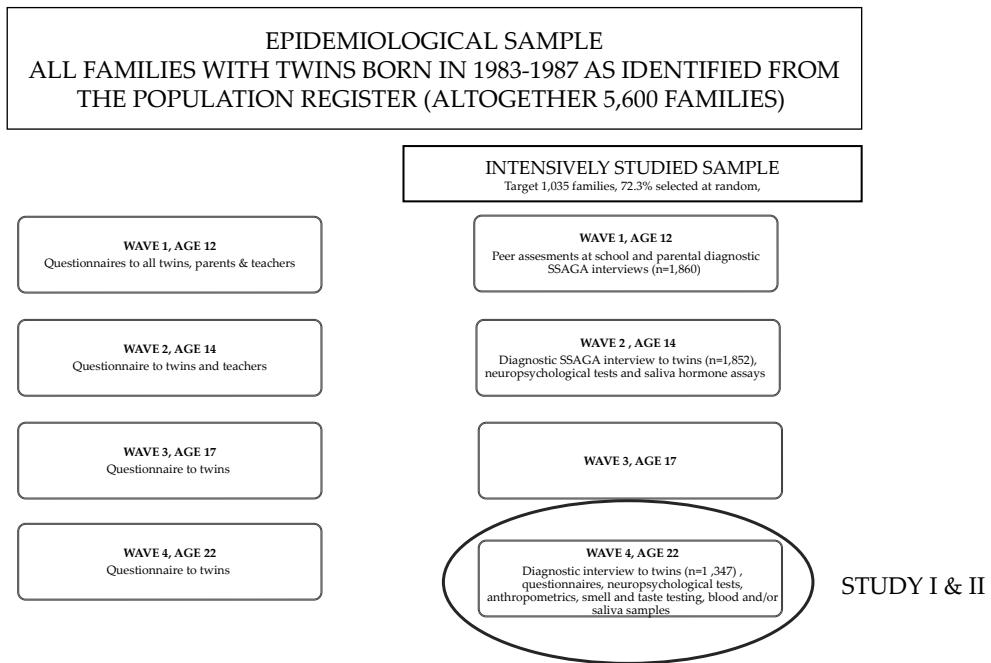 EPIDEMIOLOGICAL SAMPLE
ALL FAMILIES WITH TWINS BORN IN 1983-1987 AS IDENTIFIED FROM
THE POPULATION REGISTER (ALTOGETHER 5,600 FAMILIES)
INTENSIVELY STUDIED SAMPLE
Target 1,035 families, 72.3% selected at random,
WAVE 1, AGE 12
Questionnaires to all twins, parents & teachers
WAVE 1, AGE 12
Peer assesments at school and parental diagnostic
SSAGA interviews (n=1,860)
WAVE 2, AGE 14
Questionnaire to twins and teachers
WAVE 2 , AGE 14
Diagnostic SSAGA interview to twins (n=1,852),
neuropsychological tests and saliva hormone assays
WAVE 3, AGE 17
Questionnaire to twins
WAVE 3, AGE 17
WAVE 4, AGE 22
Questionnaire to twins
WAVE 4, AGE 22
Diagnostic interview to twins (n=1 ,347) ,
questionnaires, neuropsychological tests,
anthropometrics, smell and taste testing, blood and/or
saliva samples
STUDY I & II